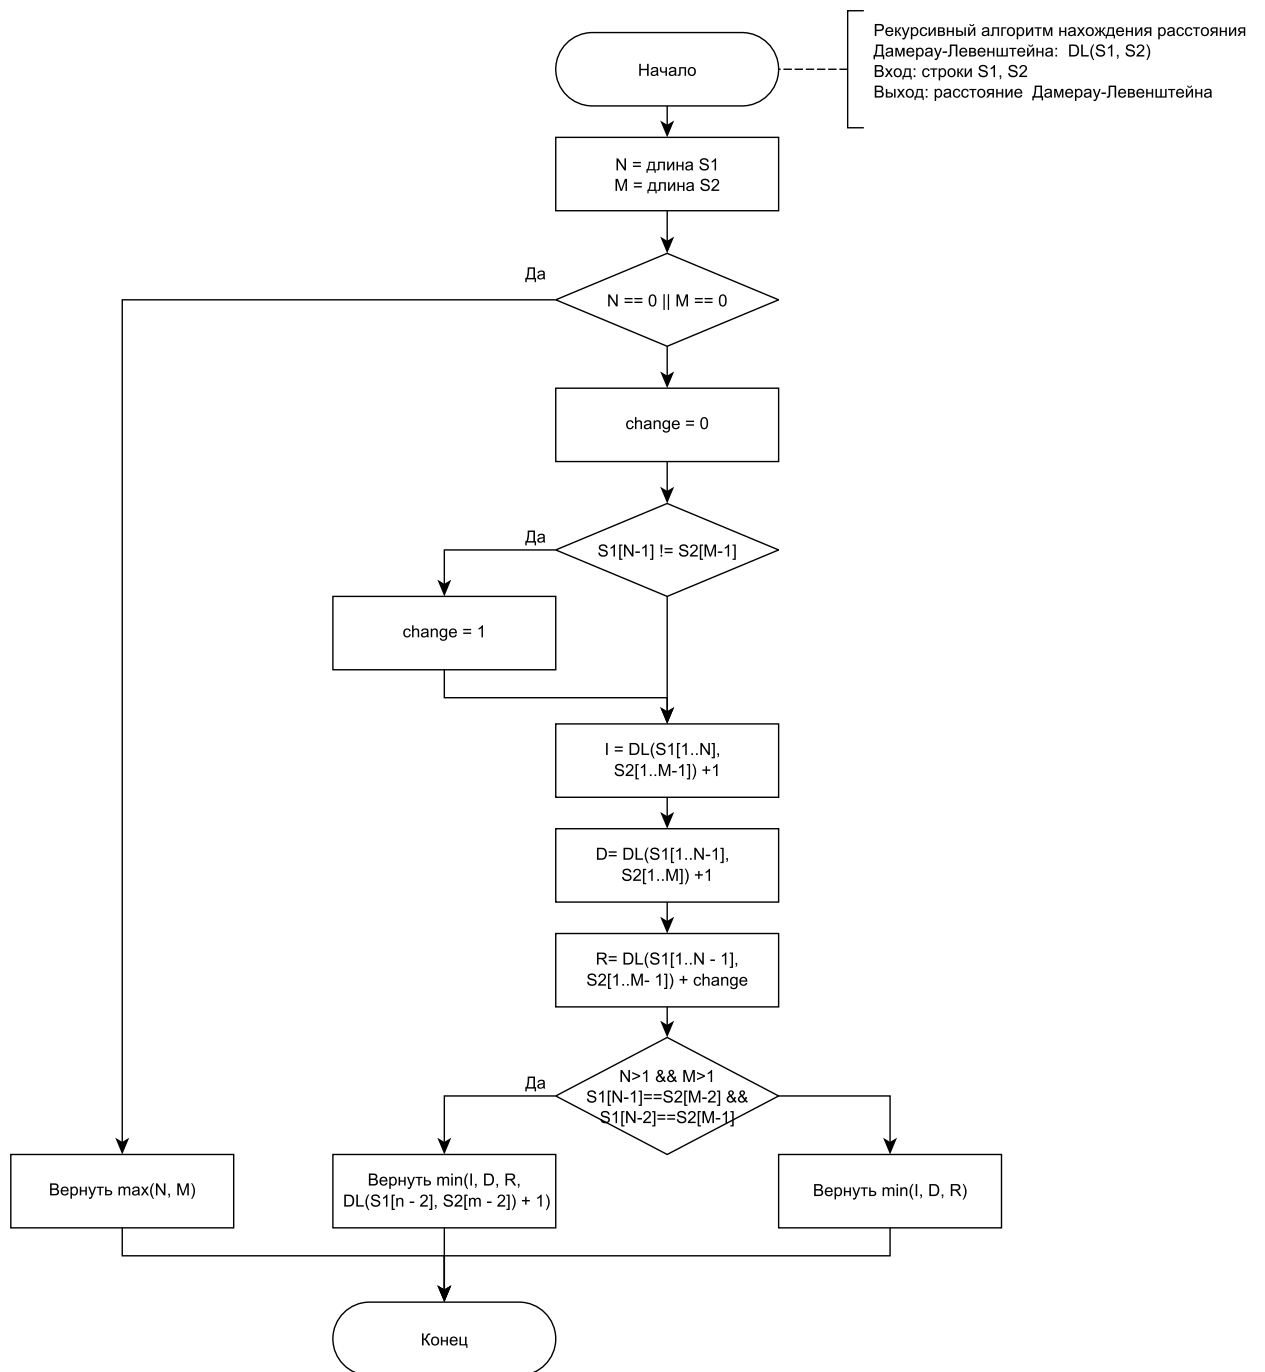 Начало
Рекурсивный алгоритм нахождения расстояния
Дамерау-Левенштейна:  DL(S1, S2)
Вход: строки S1, S2
Выход: расстояние  Дамерау-Левенштейна
N = длина S1
M = длина S2
Да
N == 0 || M == 0
change = 0
Да
S1[N-1] != S2[M-1]
change = 1
I = DL(S1[1..N],
S2[1..M-1]) +1
D= DL(S1[1..N-1],
S2[1..M]) +1
R= DL(S1[1..N - 1],
S2[1..M- 1]) + change
Да
N>1 && M>1
S1[N-1]==S2[M-2] &&
S1[N-2]==S2[M-1]
Вернуть max(N, M)
Вернуть min(I, D, R,
DL(S1[n - 2], S2[m - 2]) + 1)
Вернуть min(I, D, R)
Конец